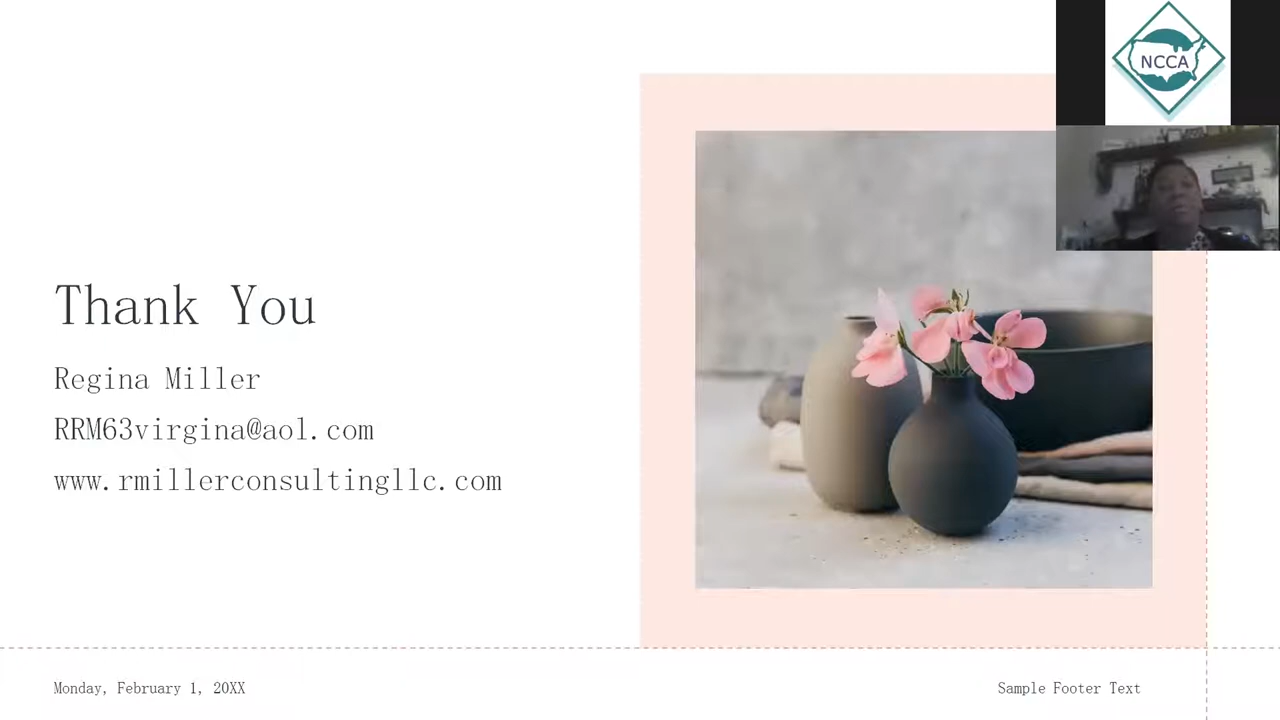 NCCA
Thank You
Regina Miller
RRM63virgina@aol.com
www.rmillerconsultingllc.com
Monday, February 1, 20XX
Sample Footer Text